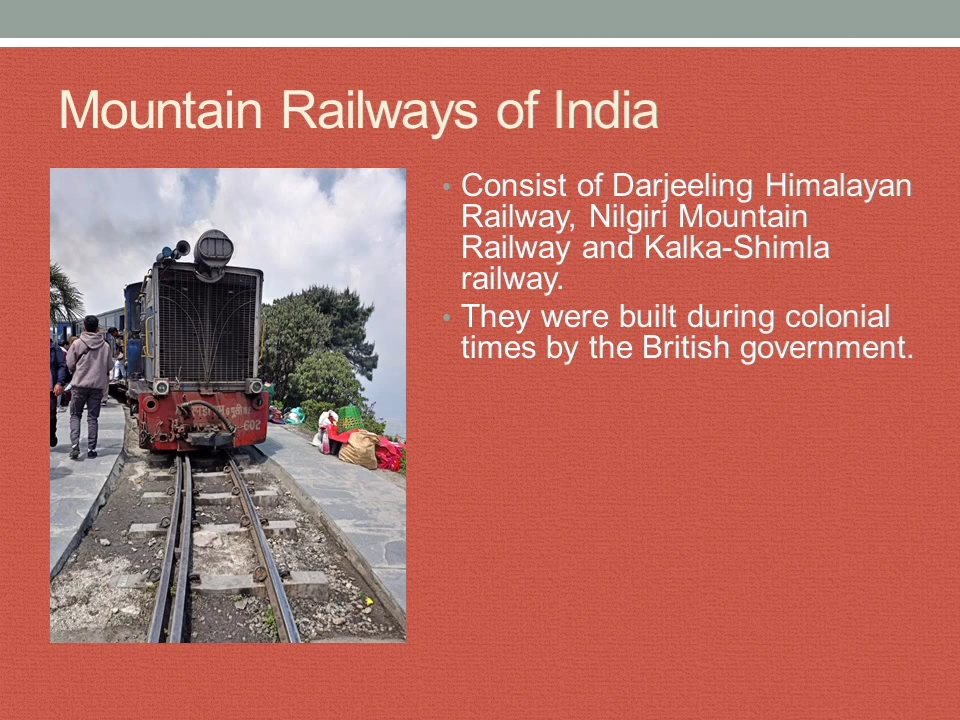 Mountain Railways of India
• Consist of Darjeeling Himalayan
Railway, Nilgiri Mountain
Railway and Kalka-Shimla
railway.
• They were built during colonial
times by the British government.
602